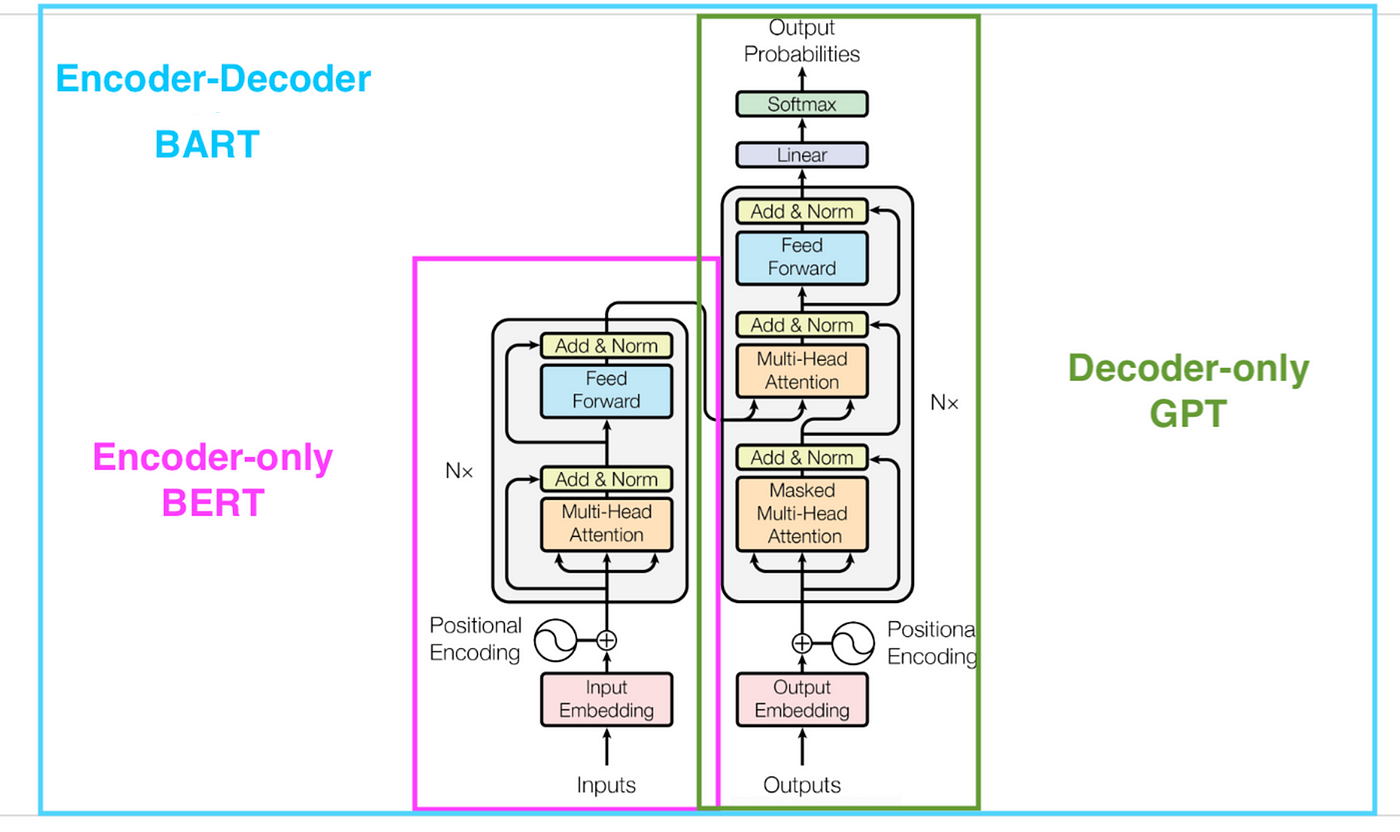 Encoder-Decoder
BART
Encoder-only
BERT
Decoder-only
GPT
Output
Probabilities
Softmax
Linear
Add & Norm
Feed
Forward
Add & Norm
Multi-Head
Attention
Add & Norm
Masked
Multi-Head
Attention
Nx
Positiona
Encoding
Output
Embedding
Outputs
Add & Norm
Feed
Forward
Add & Norm
Multi-Head
Attention
Nx
Positional
Encoding
Input
Embedding
Inputs